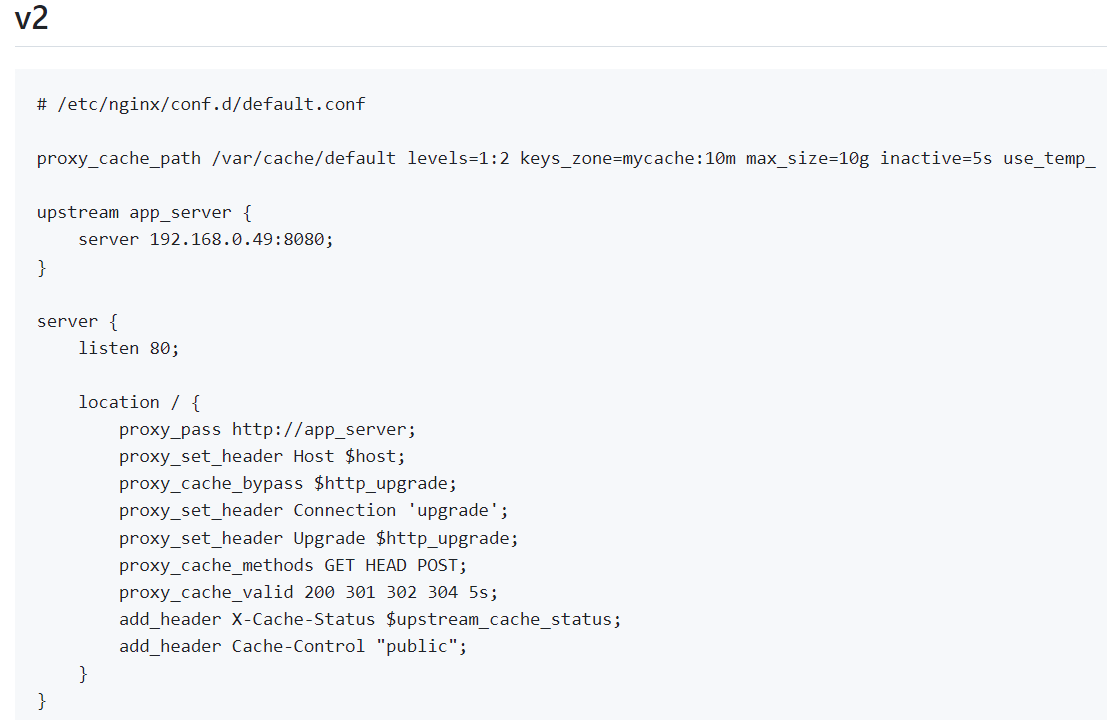 v2
# /etc/nginx/conf.d/default.conf
proxy_cache_path /var/cache/default levels=1:2 keys_zone=mycache:10m max_size=10g inactive=5s use_temp_
upstream app_server {
    server 192.168.0.49:8080;
}
server {
    listen 80;
    location / {
        proxy_pass http://app_server;
        proxy_set_header Host $host;
        proxy_cache_bypass $http_upgrade;
        proxy_set_header Connection 'upgrade';
        proxy_set_header Upgrade $http_upgrade;
        proxy_cache_methods GET HEAD POST;
        proxy_cache_valid 200 301 302 304 5s;
        add_header X-Cache-Status $upstream_cache_status;
        add_header Cache-Control "public";
    }
}